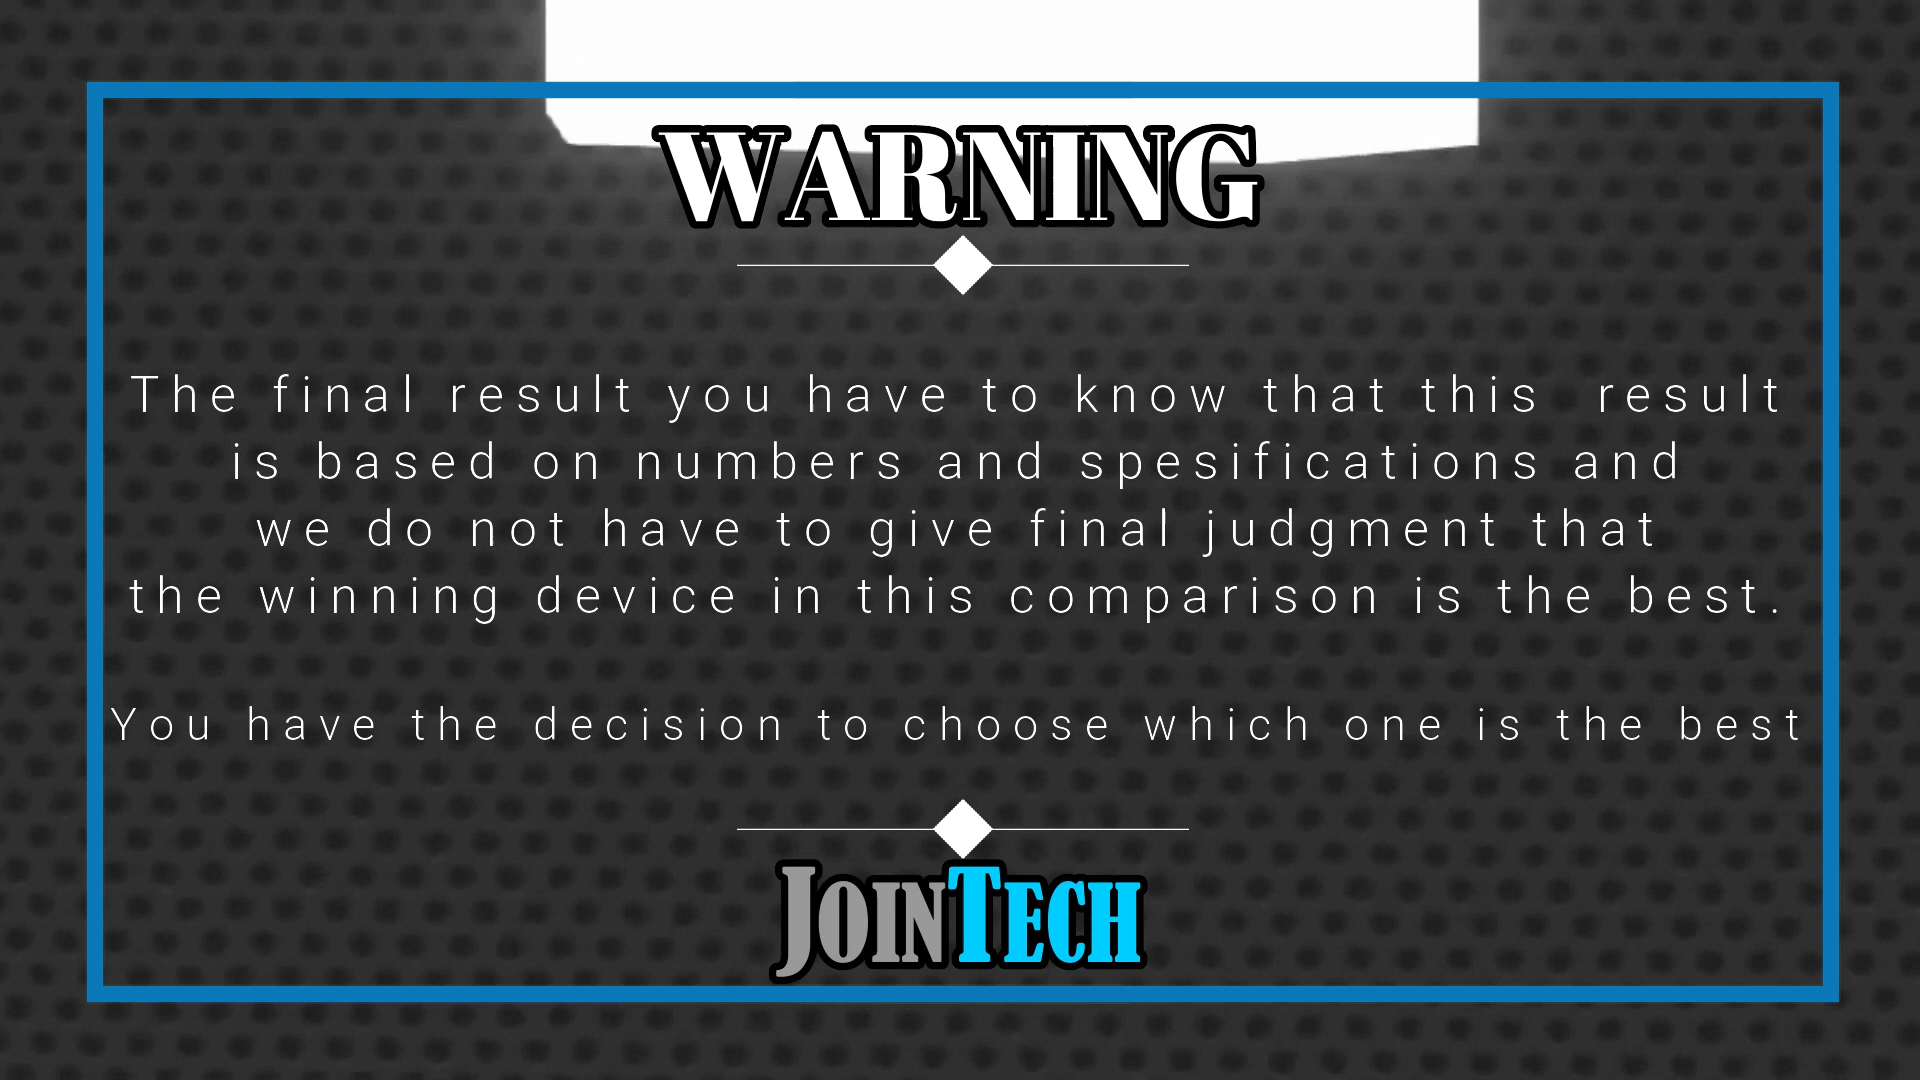 WARNING
The final result you have to know that this result
is based on numbers and spesifications and
we do not have to give final judgment that
the winning device in this comparison is the best.
You have the decision to choose which one is the best
JOINTECH